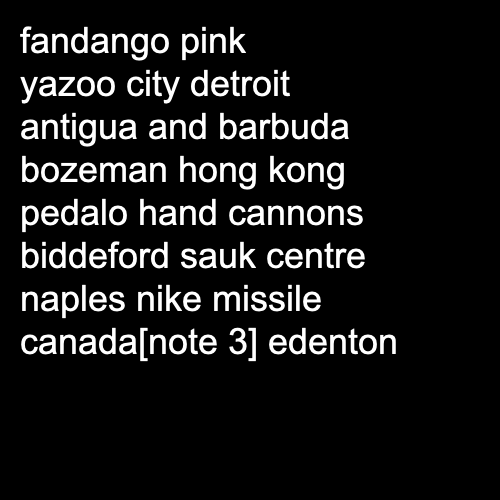 fandango pink
yazoo city detroit
antigua and barbuda
bozeman hong kong
pedalo hand cannons
biddeford sauk centre
naples nike missile
canada[note 3] edenton